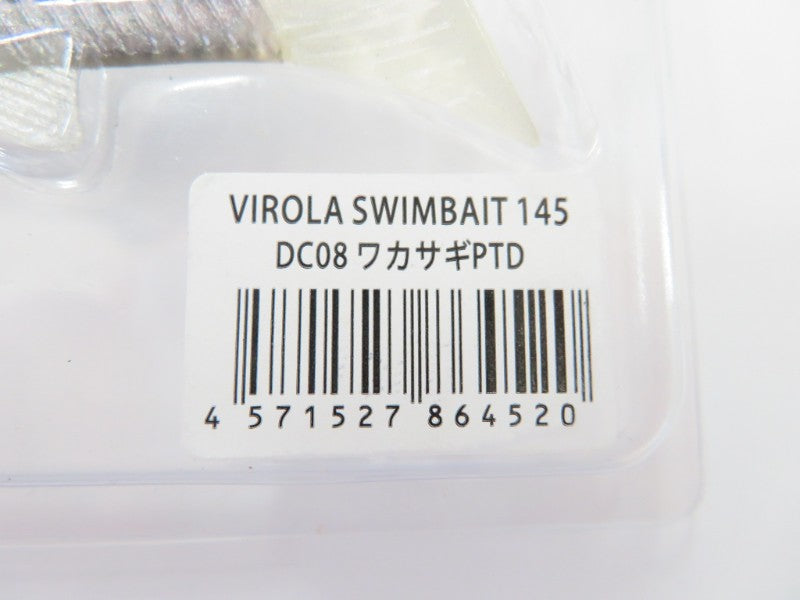 VIROLA SWIMBAIT 145
DC08 ワカサギPTD
4 571527 864520